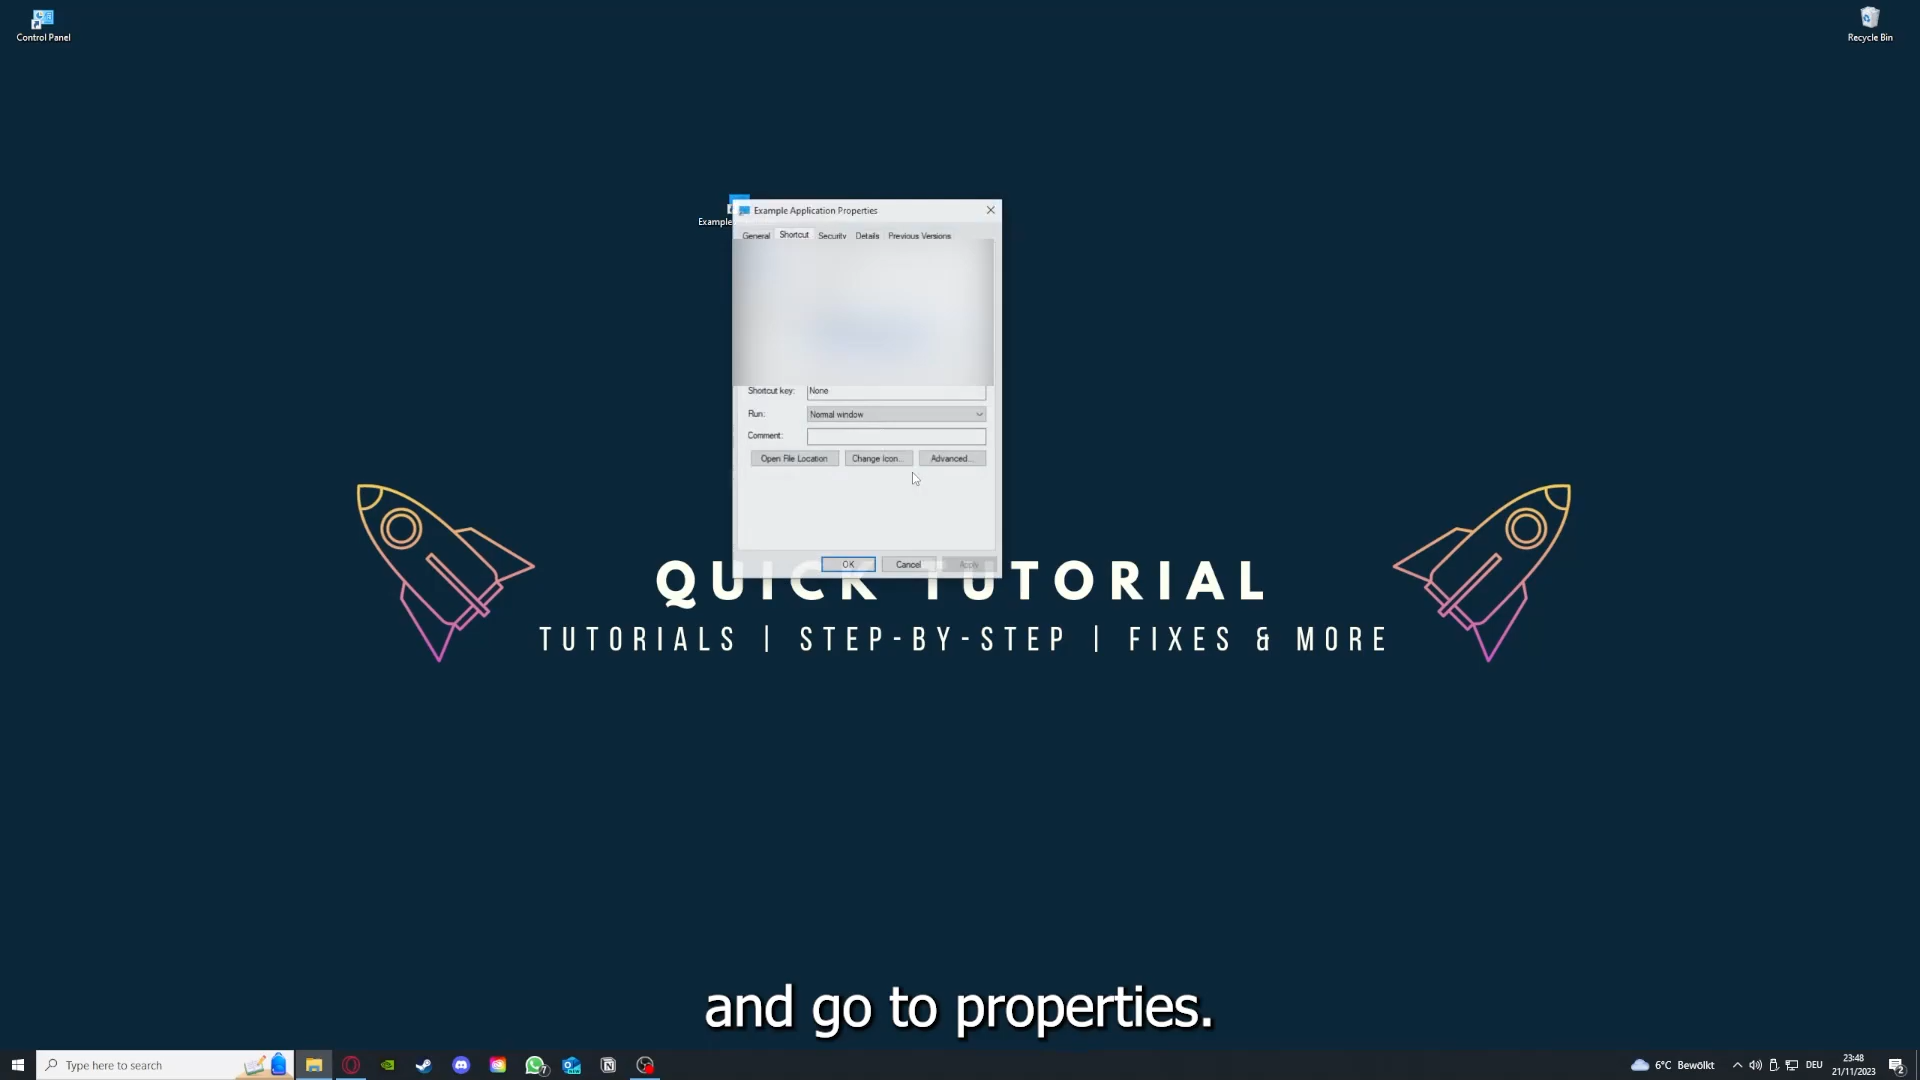 Control Panel
Recycle Bin
Example
Example Application Properties
General Shortcut Security Details Previous Versions
Shortcut key: None
Run: Normal window
Comment:
Open File Location Change Icon... Advanced...
OK Cancel Apply
QUICK TUTORIAL
TUTORIALS | STEP-BY-STEP | FIXES & MORE
and go to properties.
Type here to search
7
6°C Bewölkt
DEU
23:48
21/11/2023
2